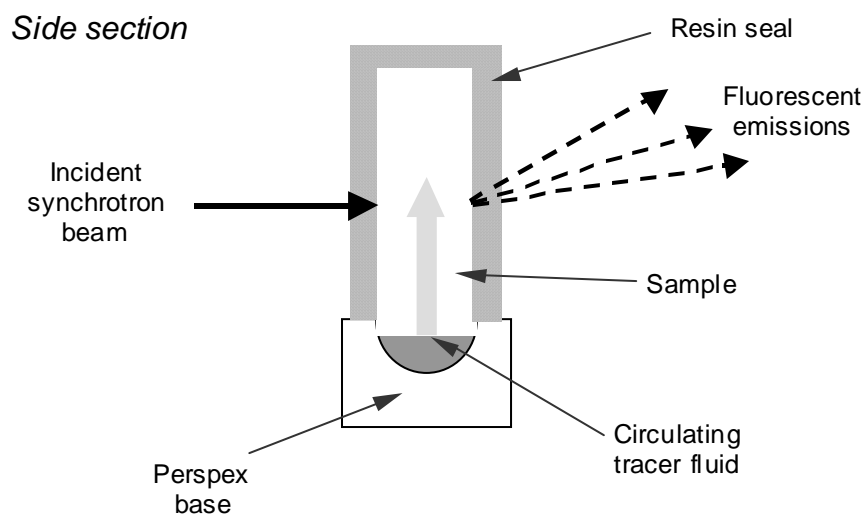 Side section
Resin seal
Fluorescent
emissions
Incident
synchrotron
beam
Sample
Circulating
tracer fluid
Perspex
base